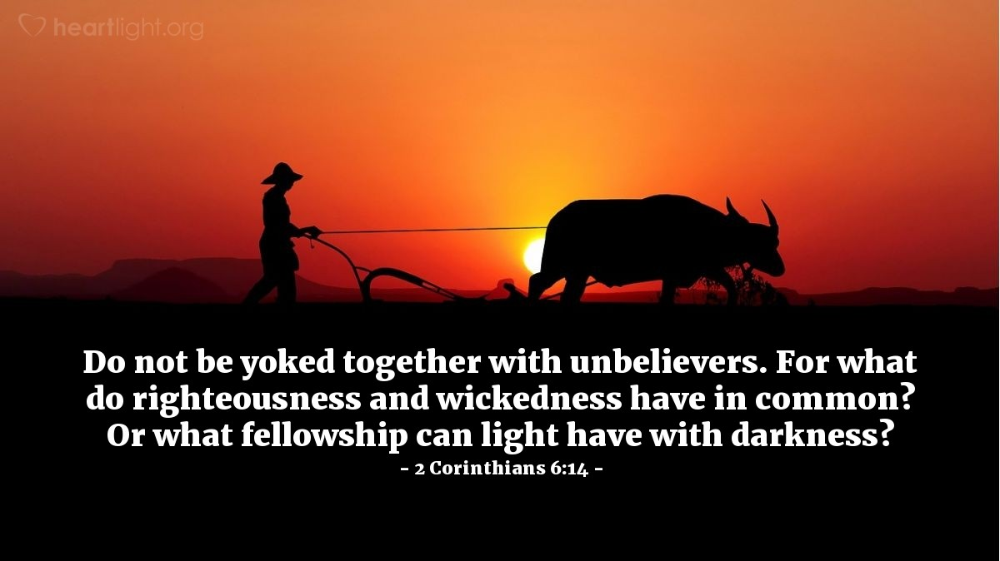 heartlight.org
Do not be yoked together with unbelievers. For what
do righteousness and wickedness have in common?
Or what fellowship can light have with darkness?
- 2 Corinthians 6:14 -